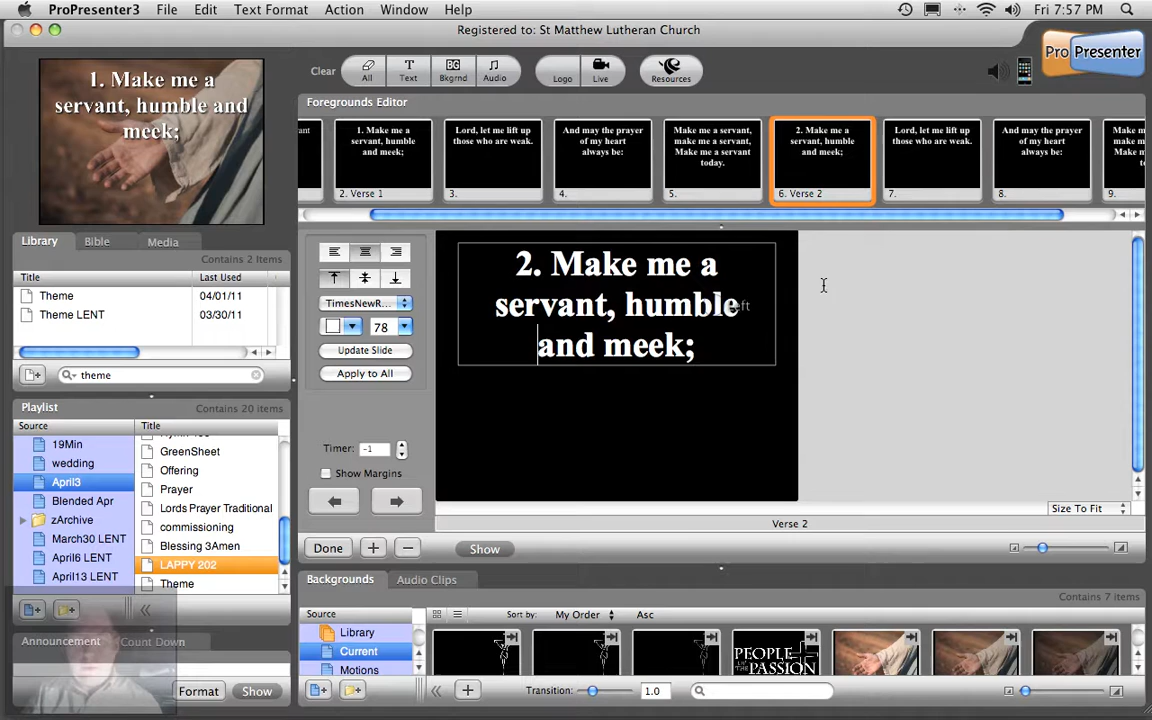 ProPresenter3 File Edit Text Format Action Window Help Fri 7:57 PM
Registered to: St Matthew Lutheran Church
Clear All Text Bkgrnd Audio Logo Live Resources
ProPresenter
1. Make me a
servant, humble and
meek;
Foregrounds Editor
1. Make me a
servant, humble
and meek;
2. Verse 1
Lord, let me lift up
those who are weak.
3.
And may the prayer
of my heart
always be:
4.
Make me a servant,
make me a servant,
Make me a servant
today.
5.
2. Make me a
servant, humble
and meek;
6. Verse 2
Lord, let me lift up
those who are weak.
7.
And may the prayer
of my heart
always be:
8.
9.
Library Bible Media
Contains 2 Items
Title Last Used
Theme 04/01/11
Theme LENT 03/30/11
theme
Playlist Contains 20 items
Source Title
19Min
wedding
April3
Blended Apr
zArchive
March30 LENT
April6 LENT
April13 LENT
GreenSheet
Offering
Prayer
Lords Prayer Traditional
commissioning
Blessing 3Amen
LAPPY 202
Theme
Announcement Count Down
Format Show
TimesNewR...
78
Update Slide
Apply to All
Timer: -1
Show Margins
2. Make me a
servant, humble
and meek;
Size To Fit
Verse 2
Done Show
Backgrounds Audio Clips Contains 7 items
Source Sort by: My Order Asc
Library
Current
Motions
PEOPLE
OF THE
PASSION
Transition: 1.0